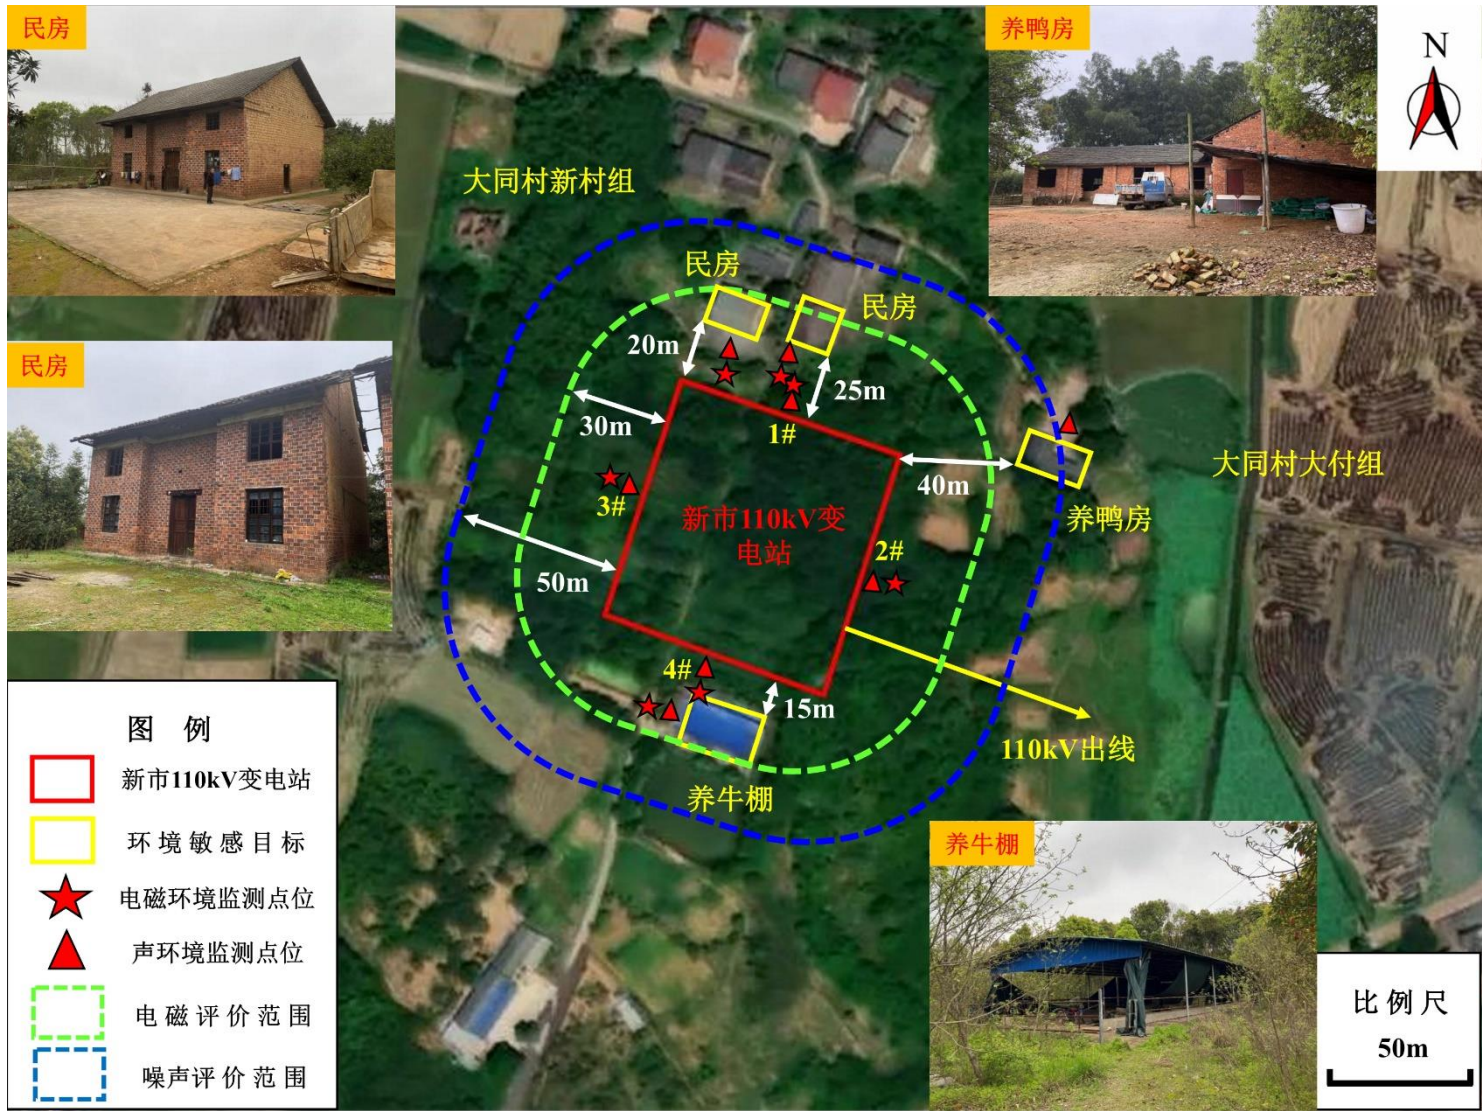 民房
养鸭房
N
大同村新村组
民房
民房
20m
25m
民房
30m
1#
40m
大同村大付组
3#
新市110kV变
电站
养鸭房
2#
50m
4#
15m
110kV出线
养牛棚
图 例
新市110kV变电站
环境敏感目标
电磁环境监测点位
声环境监测点位
电磁评价范围
噪声评价范围
养牛棚
比例尺
50m